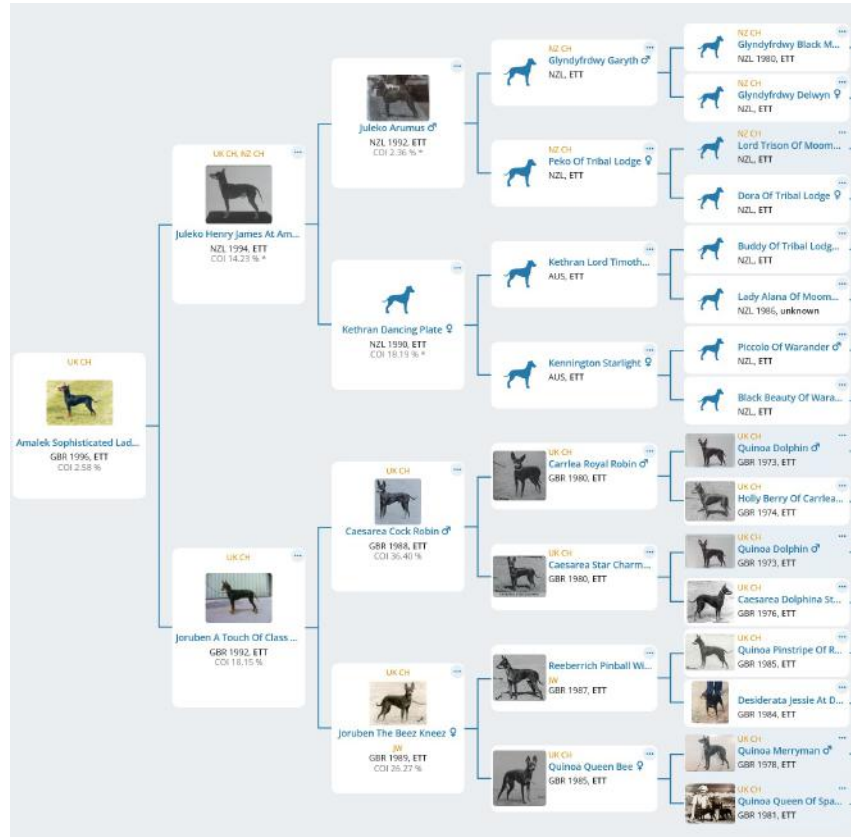 UK CH
Amalek Sophisticated Lad...
GBR 1996, ETT
COI 2.58 %
UK CH, NZ CH
Juleko Henry James At Am...
NZL 1994, ETT
COI 14.23 % *
UK CH
Joruben A Touch Of Class ...
GBR 1992, ETT
COI 18.15 %
Juleko Arumus ♂
NZL 1992, ETT
COI 2.36 % *
Kethran Dancing Plate ♀
NZL 1990, ETT
COI 18.19 % *
UK CH
Caesarea Cock Robin ♂
GBR 1988, ETT
COI 36.40 %
UK CH
Joruben The Beez Kneez ♀
JW
GBR 1989, ETT
COI 26.27 %
NZ CH
Glyndyfrdwy Garyth ♂
NZL, ETT
NZ CH
Peko Of Tribal Lodge ♀
NZL, ETT
Kethran Lord Timoth...
AUS, ETT
Kennington Starlight ♀
AUS, ETT
UK CH
Carrlea Royal Robin ♂
GBR 1980, ETT
UK CH
Caesarea Star Charm...
GBR 1980, ETT
Reeberrich Pinball Wi...
JW
GBR 1987, ETT
UK CH
Quinoa Queen Bee ♀
GBR 1985, ETT
NZ CH
Glyndyfrdwy Black M...
NZL 1980, ETT
NZ CH
Glyndyfrdwy Delwyn ♀
NZL, ETT
NZ CH
Lord Trison Of Moom...
NZL, ETT
Dora Of Tribal Lodge ♀
NZL, ETT
Buddy Of Tribal Lodg...
NZL, ETT
Lady Alana Of Moom...
NZL 1986, unknown
Piccolo Of Warander ♂
NZL, ETT
Black Beauty Of Wara...
NZL, ETT
UK CH
Quinoa Dolphin ♂
GBR 1973, ETT
UK CH
Holly Berry Of Carrlea...
GBR 1974, ETT
UK CH
Quinoa Dolphin ♂
GBR 1973, ETT
UK CH
Caesarea Dolphina St...
GBR 1976, ETT
UK CH
Quinoa Pinstripe Of R...
GBR 1985, ETT
Desiderata Jessie At D...
GBR 1984, ETT
UK CH
Quinoa Merryman ♂
GBR 1978, ETT
UK CH
Quinoa Queen Of Spa...
GBR 1981, ETT